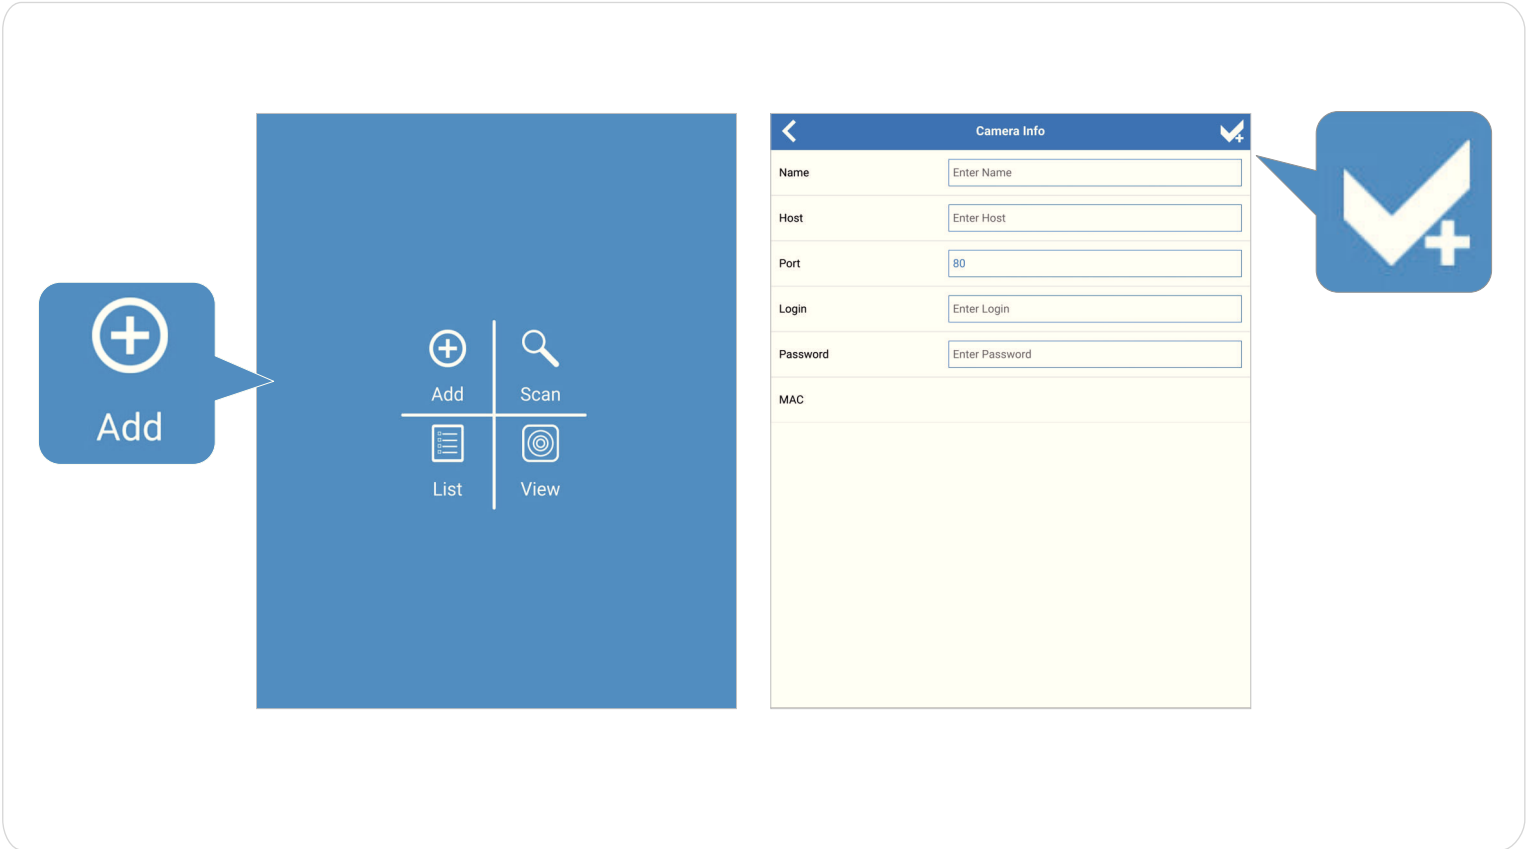 Add
Add
Scan
List
View
Camera Info
Name
Enter Name
Host
Enter Host
Port
80
Login
Enter Login
Password
Enter Password
MAC